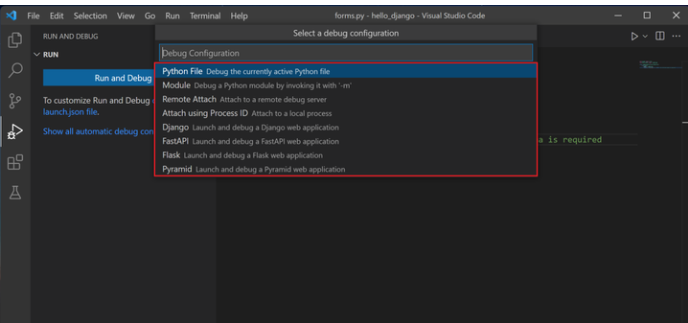 File Edit Selection View Go Run Terminal Help forms.py - hello_django - Visual Studio Code
RUN AND DEBUG
Select a debug configuration
RUN
Debug Configuration
Run and Debug
Python File Debug the currently active Python file
Module Debug a Python module by invoking it with '-m'
To customize Run and Debug
Remote Attach Attach to a remote debug server
launch.json file.
Attach using Process ID Attach to a local process
Show all automatic debug con
Django Launch and debug a Django web application
FastAPI Launch and debug a FastAPI web application
a is required
Flask Launch and debug a Flask web application
Pyramid Launch and debug a Pyramid web application